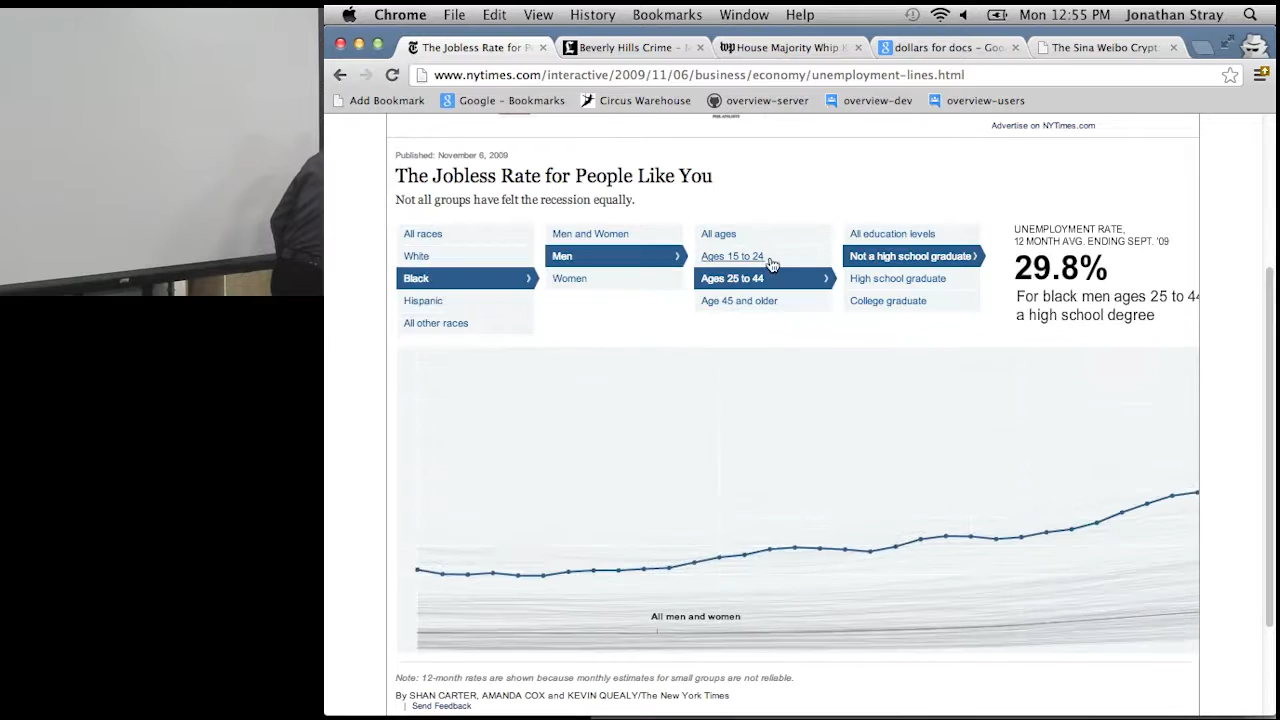 Chrome File Edit View History Bookmarks Window Help Mon 12:55 PM Jonathan Stray
The Jobless Rate for P Beverly Hills Crime – House Majority Whip K dollars for docs – Goo The Sina Weibo Crypt
www.nytimes.com/interactive/2009/11/06/business/economy/unemployment-lines.html
Add Bookmark Google - Bookmarks Circus Warehouse overview-server overview-dev overview-users
Advertise on NYTimes.com
Published: November 6, 2009
The Jobless Rate for People Like You
Not all groups have felt the recession equally.
All races
White
Black
Hispanic
All other races
Men and Women
Men
Women
All ages
Ages 15 to 24
Ages 25 to 44
Age 45 and older
All education levels
Not a high school graduate
High school graduate
College graduate
UNEMPLOYMENT RATE,
12 MONTH AVG. ENDING SEPT. '09
29.8%
For black men ages 25 to 44
a high school degree
All men and women
Note: 12-month rates are shown because monthly estimates for small groups are not reliable.
By SHAN CARTER, AMANDA COX and KEVIN QUEALY/The New York Times
| Send Feedback